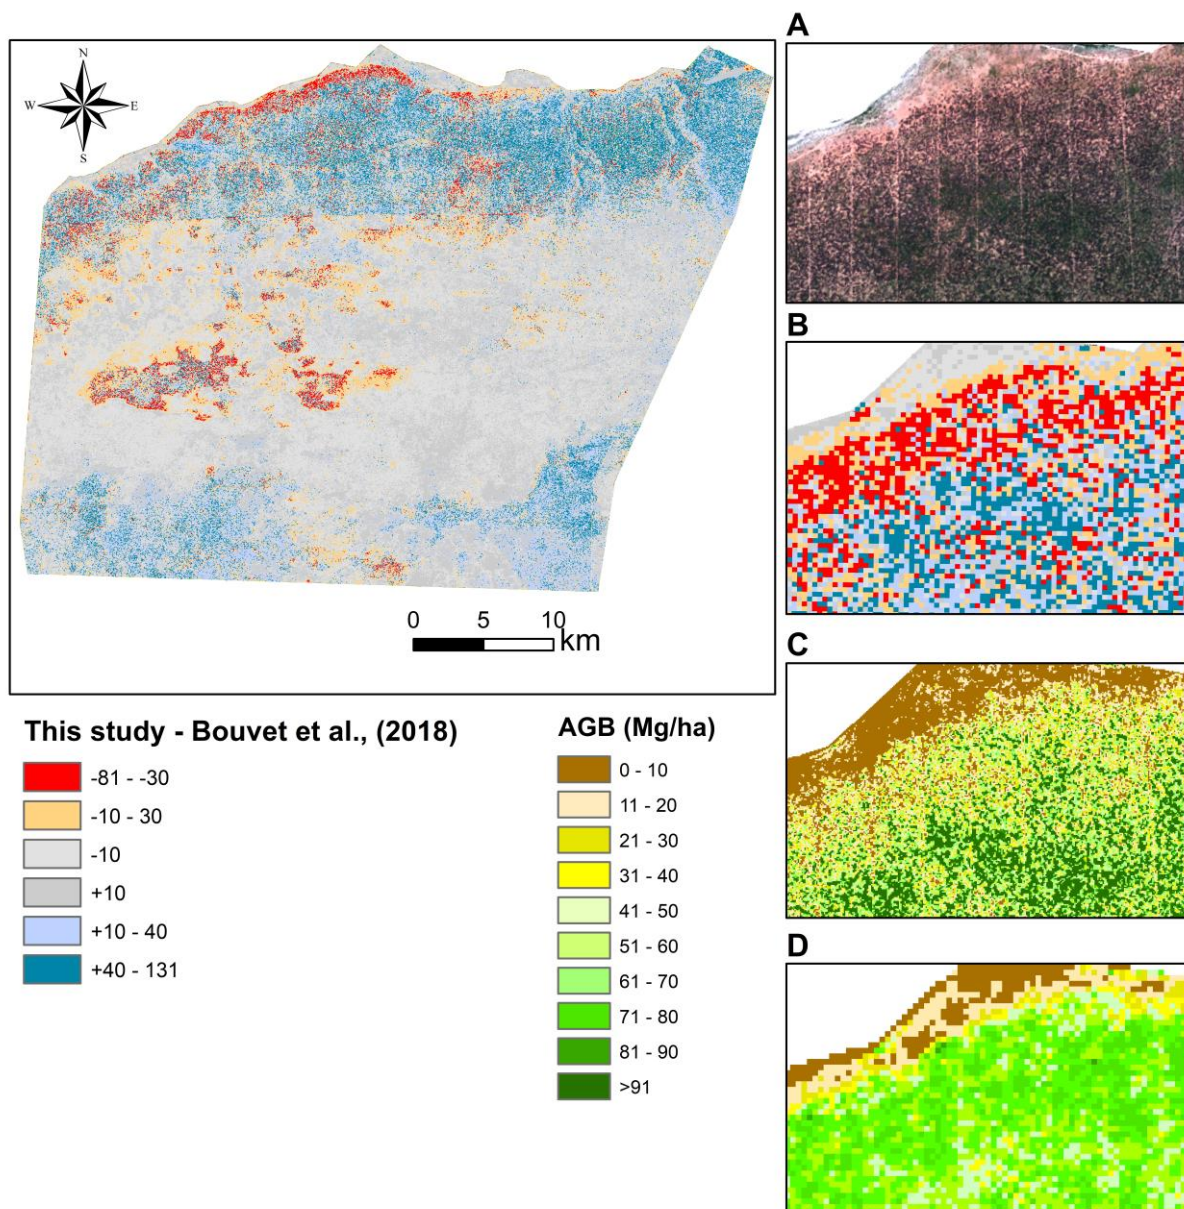 A
N
W E
S
B
0 5 10
km
C
This study - Bouvet et al., (2018)
-81 - -30
-10 - 30
-10
+10
+10 - 40
+40 - 131
AGB (Mg/ha)
0 - 10
11 - 20
21 - 30
31 - 40
41 - 50
51 - 60
61 - 70
71 - 80
81 - 90
>91
D